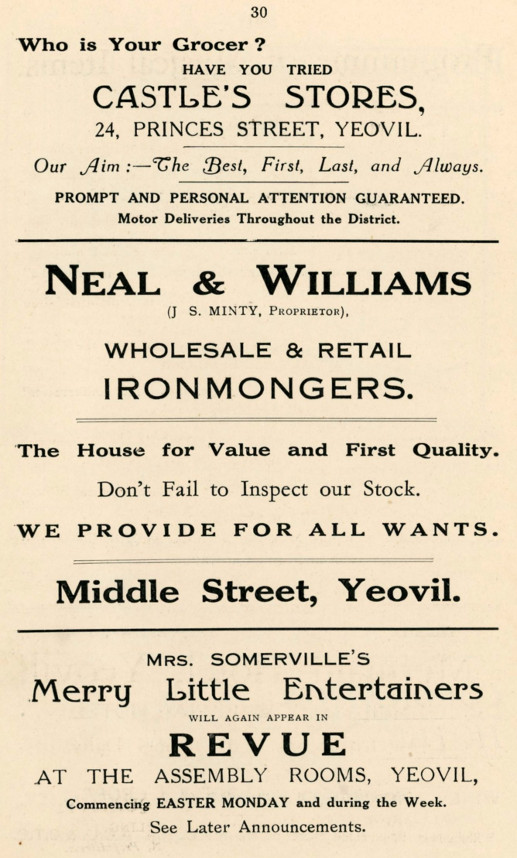 30
Who is Your Grocer?
HAVE YOU TRIED
CASTLE'S STORES,
24, PRINCES STREET, YEOVIL.
Our Aim:—The Best, First, Last, and Always.
PROMPT AND PERSONAL ATTENTION GUARANTEED.
Motor Deliveries Throughout the District.
NEAL & WILLIAMS
(J S. MINTY, PROPRIETOR),
WHOLESALE & RETAIL
IRONMONGERS.
The House for Value and First Quality.
Don't Fail to Inspect our Stock.
WE PROVIDE FOR ALL WANTS.
Middle Street, Yeovil.
MRS. SOMERVILLE'S
Merry Little Entertainers
WILL AGAIN APPEAR IN
REVUE
AT THE ASSEMBLY ROOMS, YEOVIL,
Commencing EASTER MONDAY and during the Week.
See Later Announcements.